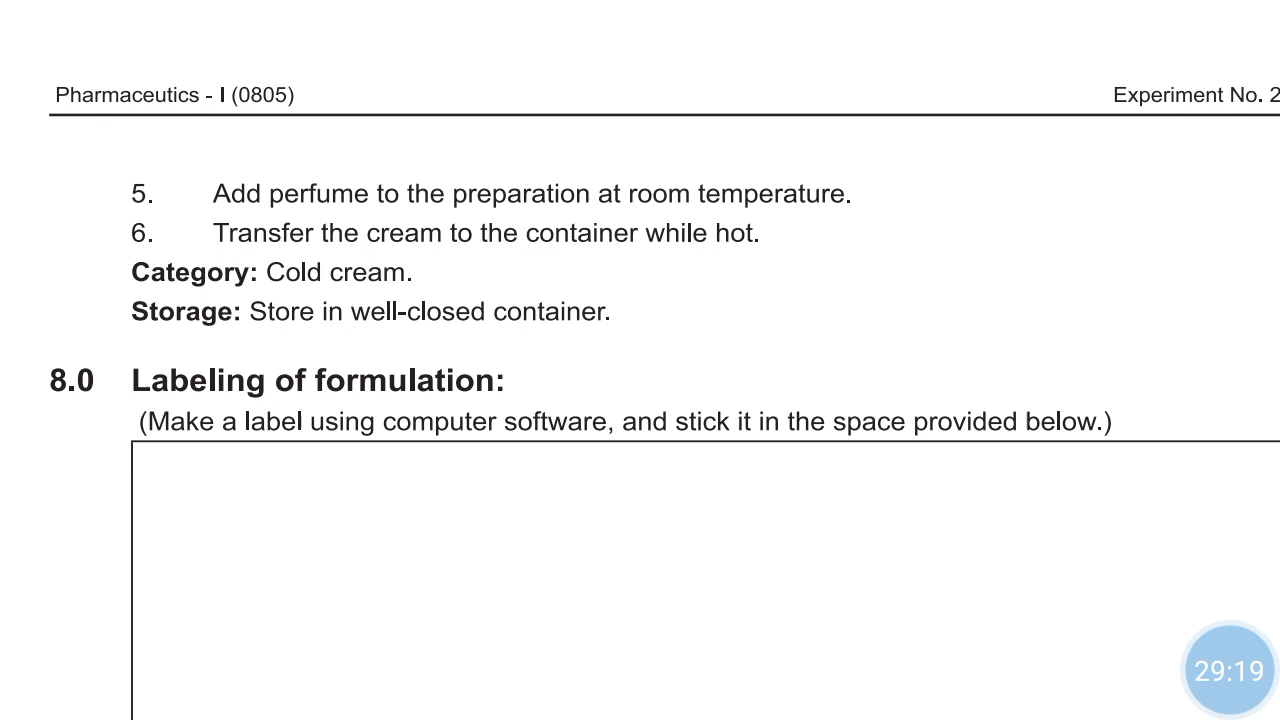 Pharmaceutics - I (0805)
Experiment No. 2
5. Add perfume to the preparation at room temperature.
6. Transfer the cream to the container while hot.
Category: Cold cream.
Storage: Store in well-closed container.
8.0 Labeling of formulation:
(Make a label using computer software, and stick it in the space provided below.)
29:19